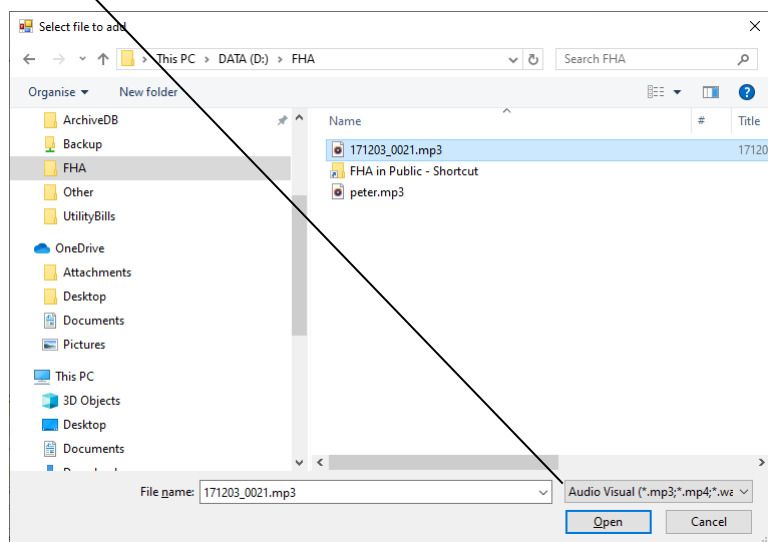 Select file to add
This PC > DATA (D:) > FHA
Search FHA
Organise
New folder
ArchiveDB
Backup
FHA
Other
UtilityBills
OneDrive
Attachments
Desktop
Documents
Pictures
This PC
3D Objects
Desktop
Documents
Name
#
Title
171203_0021.mp3
17120
FHA in Public - Shortcut
peter.mp3
File name:
171203_0021.mp3
Audio Visual (*.mp3;*.mp4;*.wa
Open
Cancel